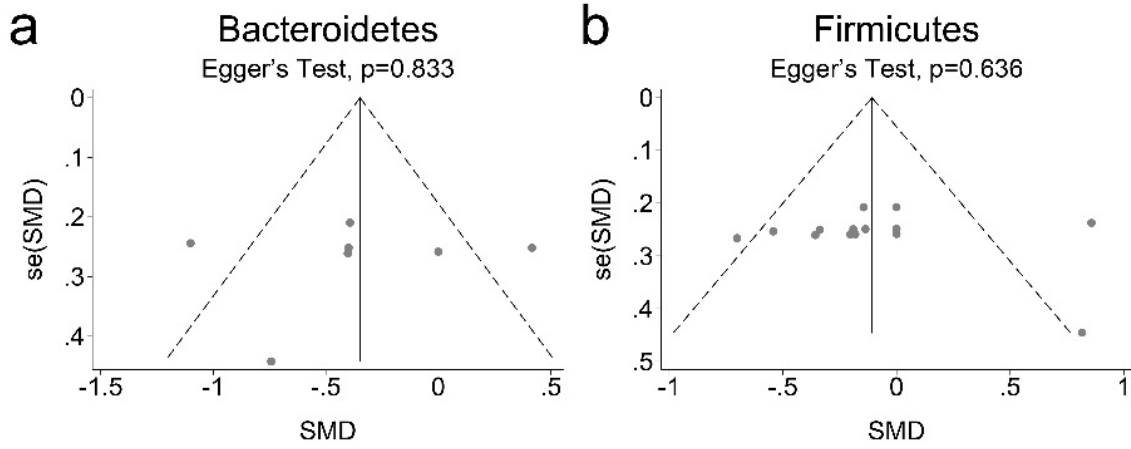 a
Bacteroidetes
Egger's Test, p=0.833
se(SMD)
0
.1
.2
.3
.4
-1.5
-1
-.5
0
.5
SMD
b
Firmicutes
Egger's Test, p=0.636
se(SMD)
0
.1
.2
.3
.4
.5
-1
-.5
0
.5
1
SMD